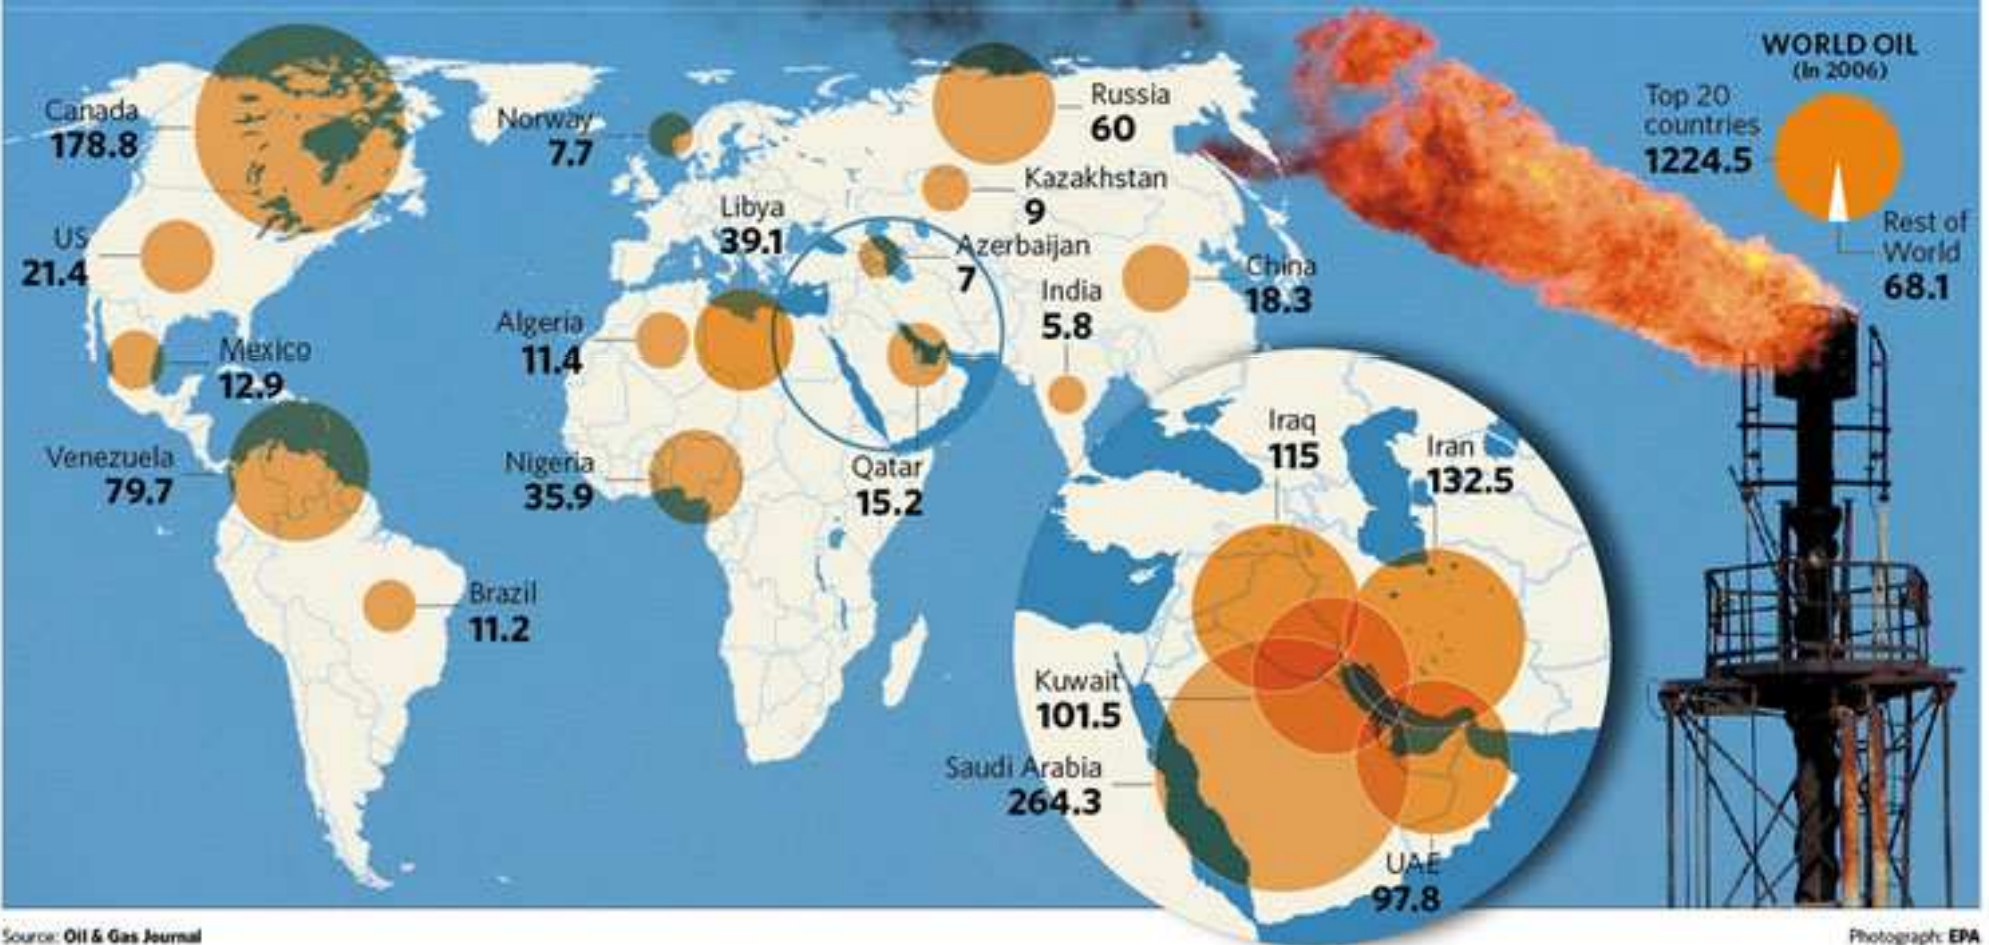 WORLD OIL
(In 2006)
Top 20
countries
1224.5
Rest of
World
68.1
Canada
178.8
US
21.4
Mexico
12.9
Venezuela
79.7
Brazil
11.2
Norway
7.7
Libya
39.1
Algeria
11.4
Nigeria
35.9
Russia
60
Kazakhstan
9
Azerbaijan
7
India
5.8
China
18.3
Qatar
15.2
Iraq
115
Iran
132.5
Kuwait
101.5
Saudi Arabia
264.3
UAE
97.8
Source: Oil & Gas Journal
Photograph: EPA